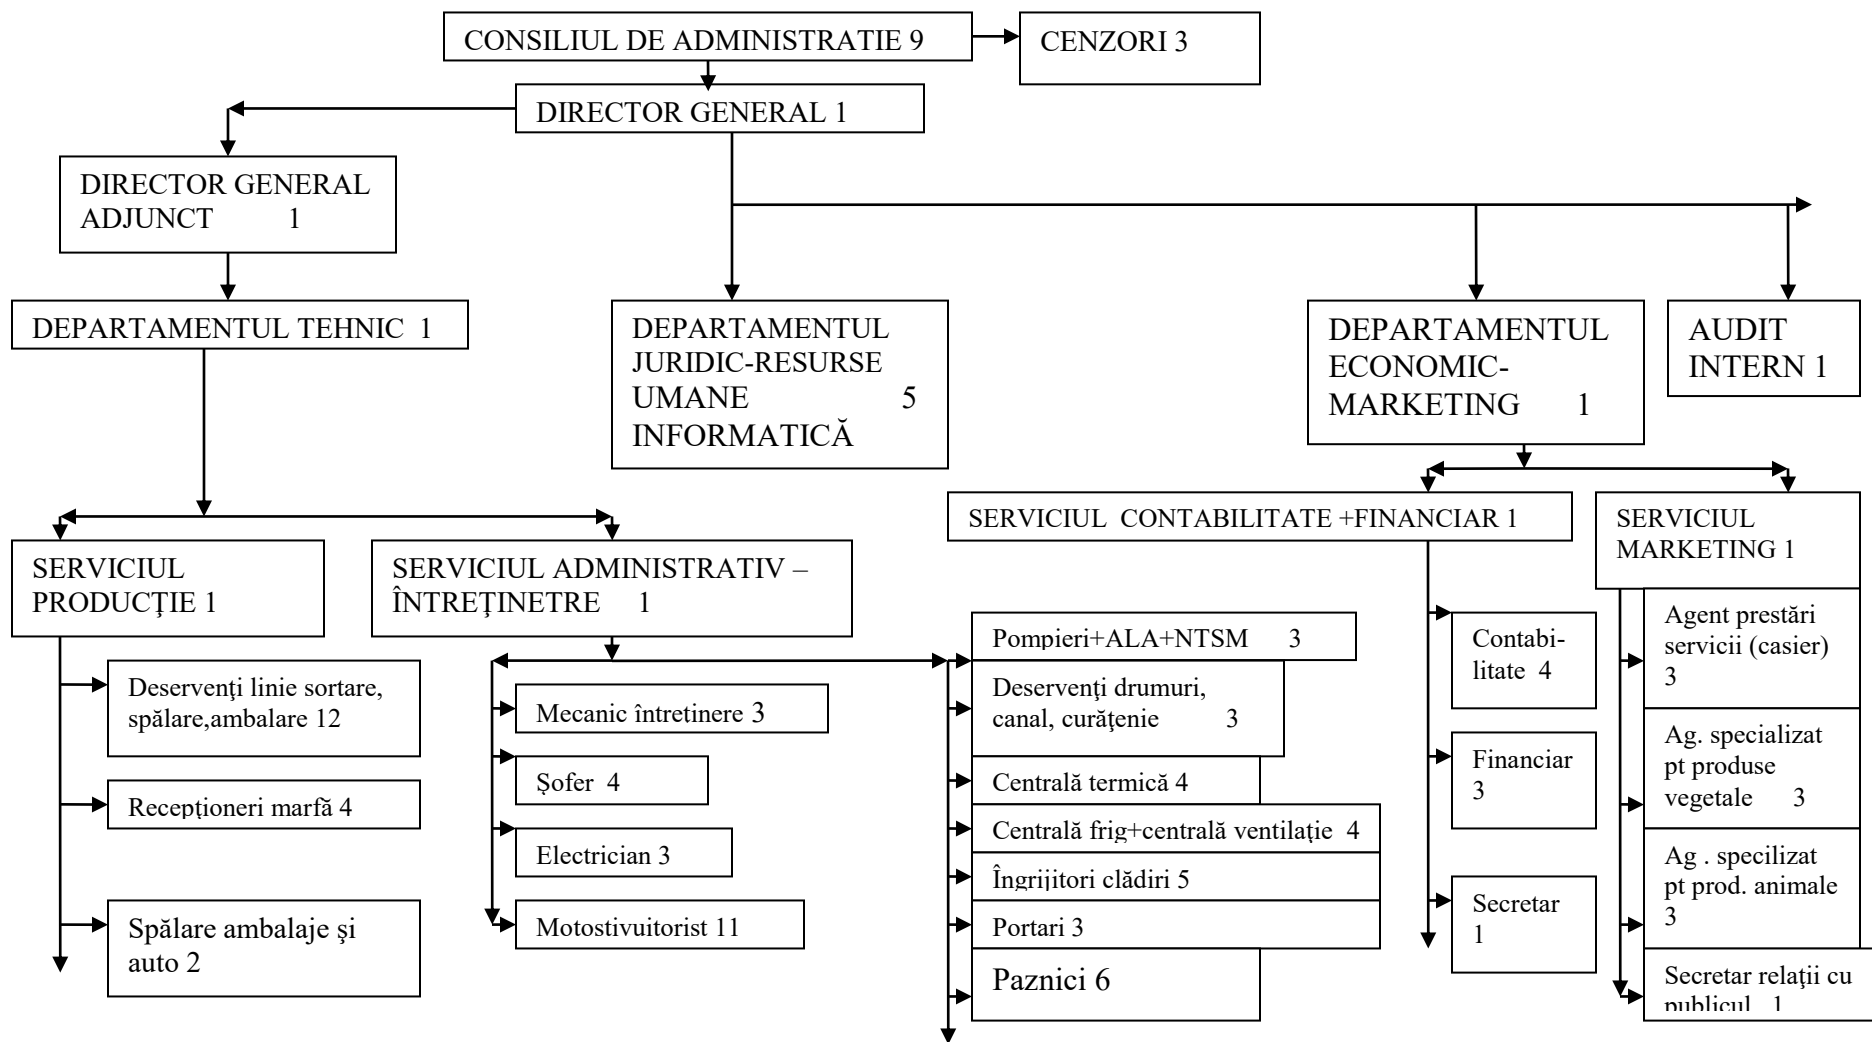 CONSILIUL DE ADMINISTRATIE 9
CENZORI 3
DIRECTOR GENERAL 1
DIRECTOR GENERAL
ADJUNCT 1
DEPARTAMENTUL TEHNIC 1
DEPARTAMENTUL
JURIDIC-RESURSE
UMANE 5
INFORMATICĂ
DEPARTAMENTUL
ECONOMIC-
MARKETING 1
AUDIT
INTERN 1
SERVICIUL
PRODUCŢIE 1
SERVICIUL ADMINISTRATIV –
ÎNTREŢINETRE 1
SERVICIUL CONTABILITATE +FINANCIAR 1
SERVICIUL
MARKETING 1
Deservenţi linie sortare,
spălare,ambalare 12
Recepţioneri marfă 4
Spălare ambalaje şi
auto 2
Mecanic întretinere 3
Şofer 4
Electrician 3
Motostivuitorist 11
Pompieri+ALA+NTSM 3
Deservenţi drumuri,
canal, curăţenie 3
Centrală termică 4
Centrală frig+centrală ventilaţie 4
Îngrijitori clădiri 5
Portari 3
Paznici 6
Contabi-
litate 4
Financiar
3
Secretar
1
Agent prestări
servicii (casier)
3
Ag. specializat
pt produse
vegetale 3
Ag . specilizat
pt prod. animale
3
Secretar relaţii cu
publicul 1